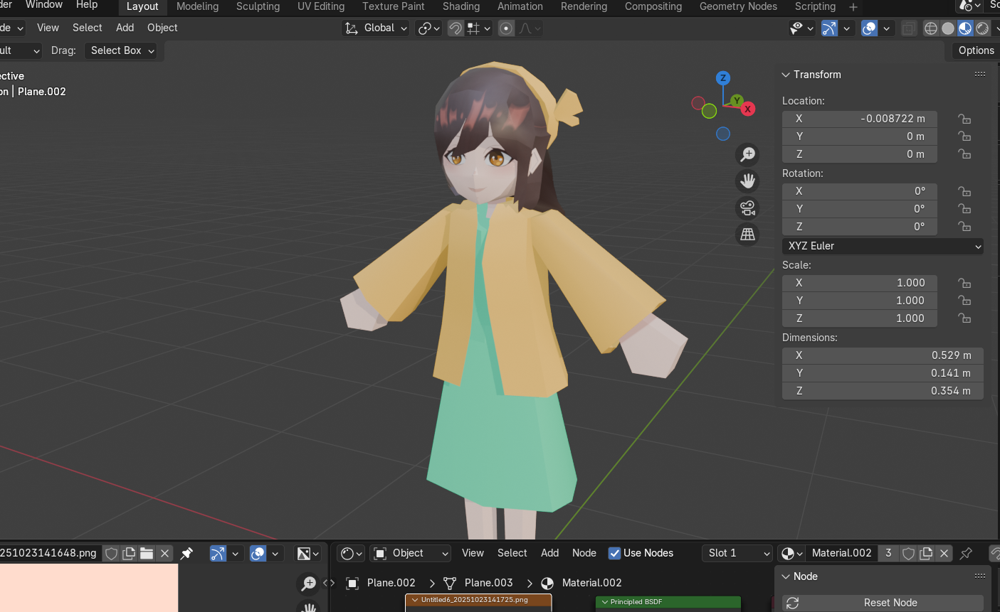 der Window Help Layout Modeling Sculpting UV Editing Texture Paint Shading Animation Rendering Compositing Geometry Nodes Scripting + Sc
de View Select Add Object Global
ult Drag: Select Box Options
ective
on | Plane.002
Z
Y
X
Transform
Location:
X -0.008722 m
Y 0 m
Z 0 m
Rotation:
X 0°
Y 0°
Z 0°
XYZ Euler
Scale:
X 1.000
Y 1.000
Z 1.000
Dimensions:
X 0.529 m
Y 0.141 m
Z 0.354 m
251023141648.png
Object View Select Add Node Use Nodes Slot 1 Material.002 3
Plane.002 > Plane.003 > Material.002
Untitled6_20251023141725.png
Principled BSDF
Node
Reset Node